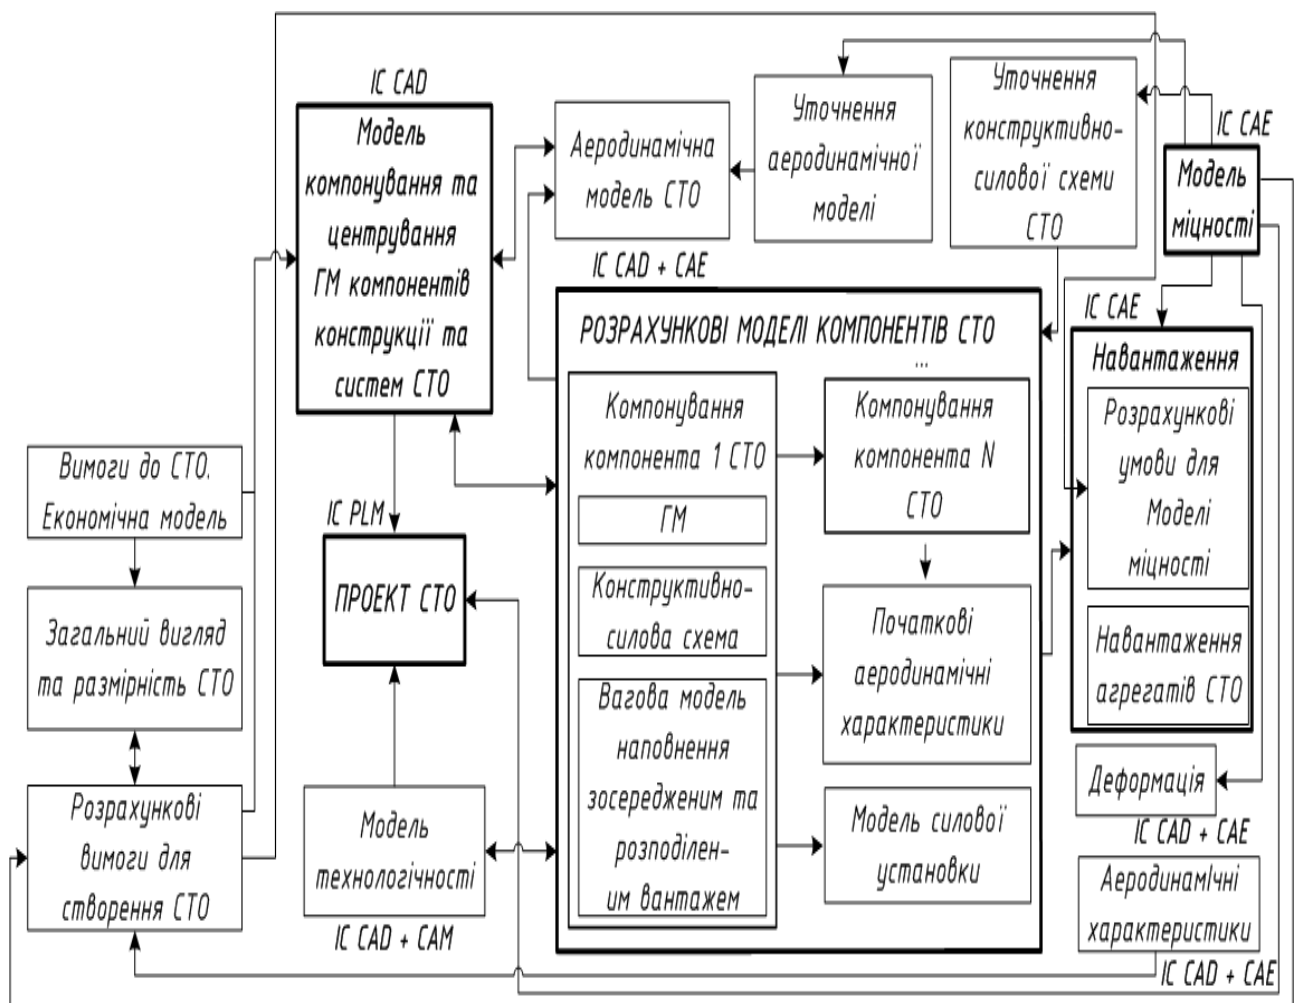 ІС CAD
Модель
компонування та
центрування
ГМ компонентів
конструкції та
систем СТО
Аеродинамічна
модель СТО
ІС CAD + CAE
Уточнення
аеродинамічної
моделі
Уточнення
конструктивно-
силової схеми
СТО
ІС CAE
Модель
міцності
РОЗРАХУНКОВІ МОДЕЛІ КОМПОНЕНТІВ СТО
...
Компонування
компонента 1 СТО
ГМ
Конструктивно-
силова схема
Вагова модель
наповнення
зосередженим та
розподілен-
им вантажем
Компонування
компонента N
СТО
Початкові
аеродинамічні
характеристики
Модель силової
установки
ІС CAE
Навантаження
Розрахункові
умови для
Моделі
міцності
Навантаження
агрегатів СТО
Деформація
ІС CAD + CAE
Аеродинамічні
характеристики
ІС CAD + CAE
Вимоги до СТО.
Економічна модель
Загальний вигляд
та размірність СТО
Розрахункові
вимоги для
створення СТО
ІС PLM
ПРОЕКТ СТО
Модель
технологічності
ІС CAD + CAM